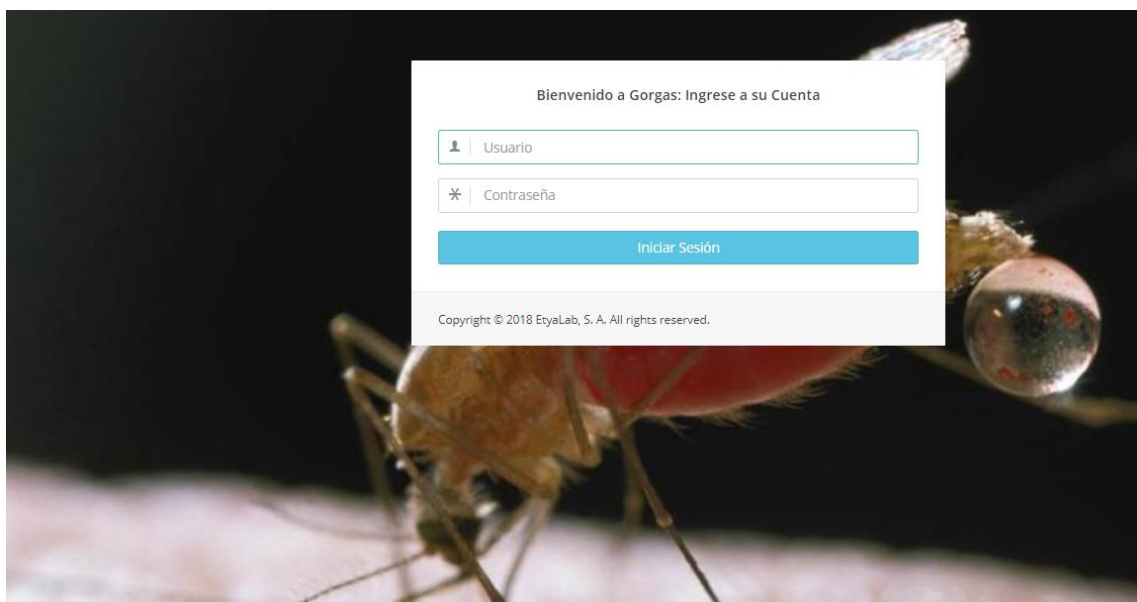 Bienvenido a Gorgas: Ingrese a su Cuenta
Usuario
Contraseña
Iniciar Sesión
Copyright © 2018 EtyaLab, S. A. All rights reserved.